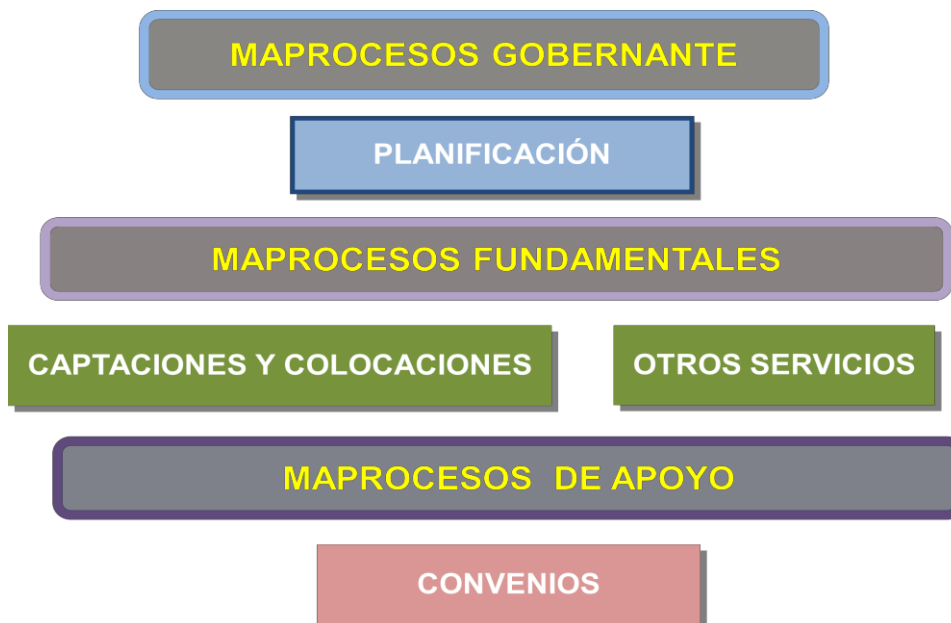 MAPROCESOS GOBERNANTE
PLANIFICACIÓN
MAPROCESOS FUNDAMENTALES
CAPTACIONES Y COLOCACIONES
OTROS SERVICIOS
MAPROCESOS DE APOYO
CONVENIOS